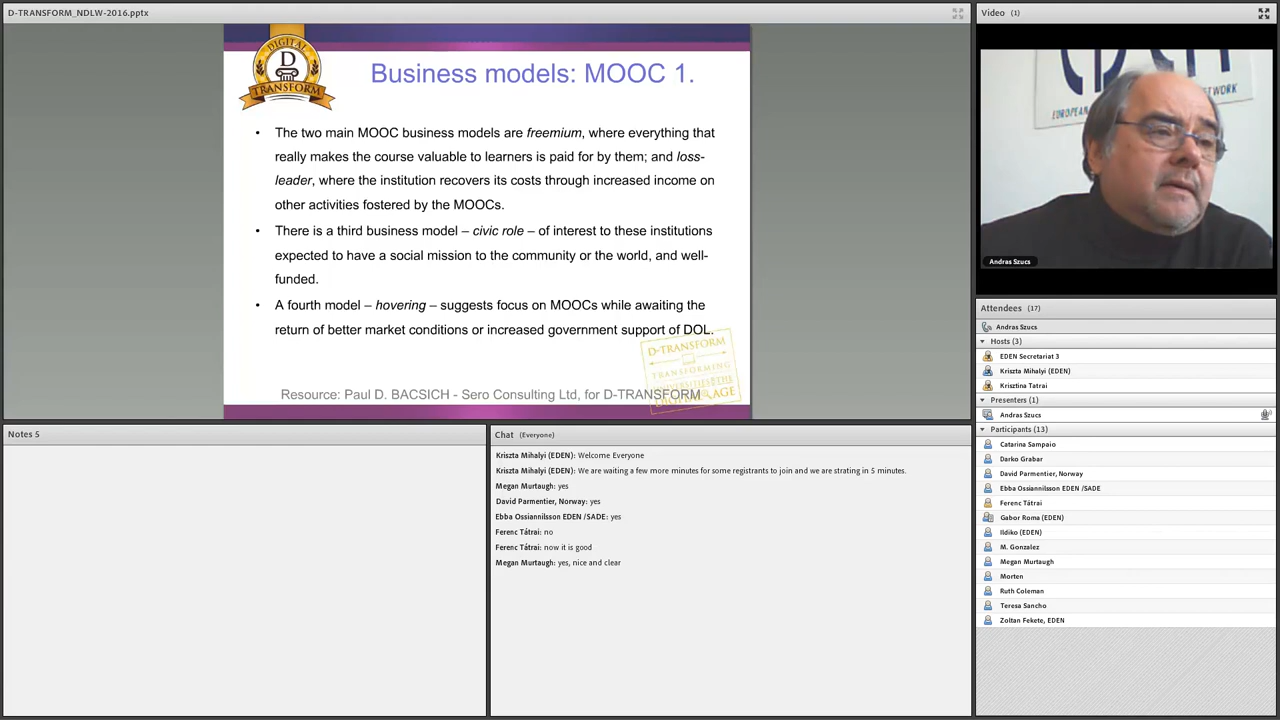 D-TRANSFORM_NDLW-2016.pptx
DIGITAL
D
TRANSFORM
Business models: MOOC 1.
• The two main MOOC business models are freemium, where everything that
really makes the course valuable to learners is paid for by them; and loss-
leader, where the institution recovers its costs through increased income on
other activities fostered by the MOOCs.
• There is a third business model – civic role – of interest to these institutions
expected to have a social mission to the community or the world, and well-
funded.
• A fourth model – hovering – suggests focus on MOOCs while awaiting the
return of better market conditions or increased government support of DOL.
D-TRANSFORM
TRANSFORMING
AGE
Resource: Paul D. BACSICH - Sero Consulting Ltd, for D-TRANSFORM
Video (1)
EUROPEAN
NETWORK
Andras Szucs
Attendees (17)
Andras Szucs
Hosts (3)
EDEN Secretariat 3
Kriszta Mihalyi (EDEN)
Krisztina Tatrai
Presenters (1)
Andras Szucs
Participants (13)
Catarina Sampaio
Darko Grabar
David Parmentier, Norway
Ebba Ossiannilsson EDEN /SADE
Ferenc Tátrai
Gabor Roma (EDEN)
Ildiko (EDEN)
M. Gonzalez
Megan Murtaugh
Morten
Ruth Coleman
Teresa Sancho
Zoltan Fekete, EDEN
Notes 5
Chat (Everyone)
Kriszta Mihalyi (EDEN): Welcome Everyone
Kriszta Mihalyi (EDEN): We are waiting a few more minutes for some registrants to join and we are strating in 5 minutes.
Megan Murtaugh: yes
David Parmentier, Norway: yes
Ebba Ossiannilsson EDEN /SADE: yes
Ferenc Tátrai: no
Ferenc Tátrai: now it is good
Megan Murtaugh: yes, nice and clear